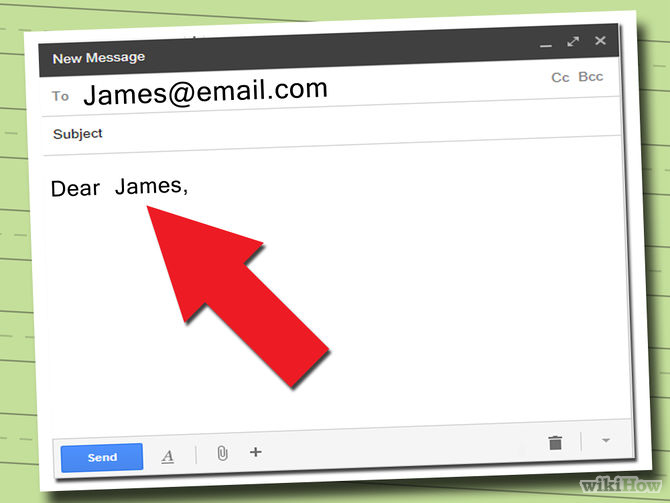 New Message
To James@email.com Cc Bcc
Subject
Dear James,
Send A
wikiHow